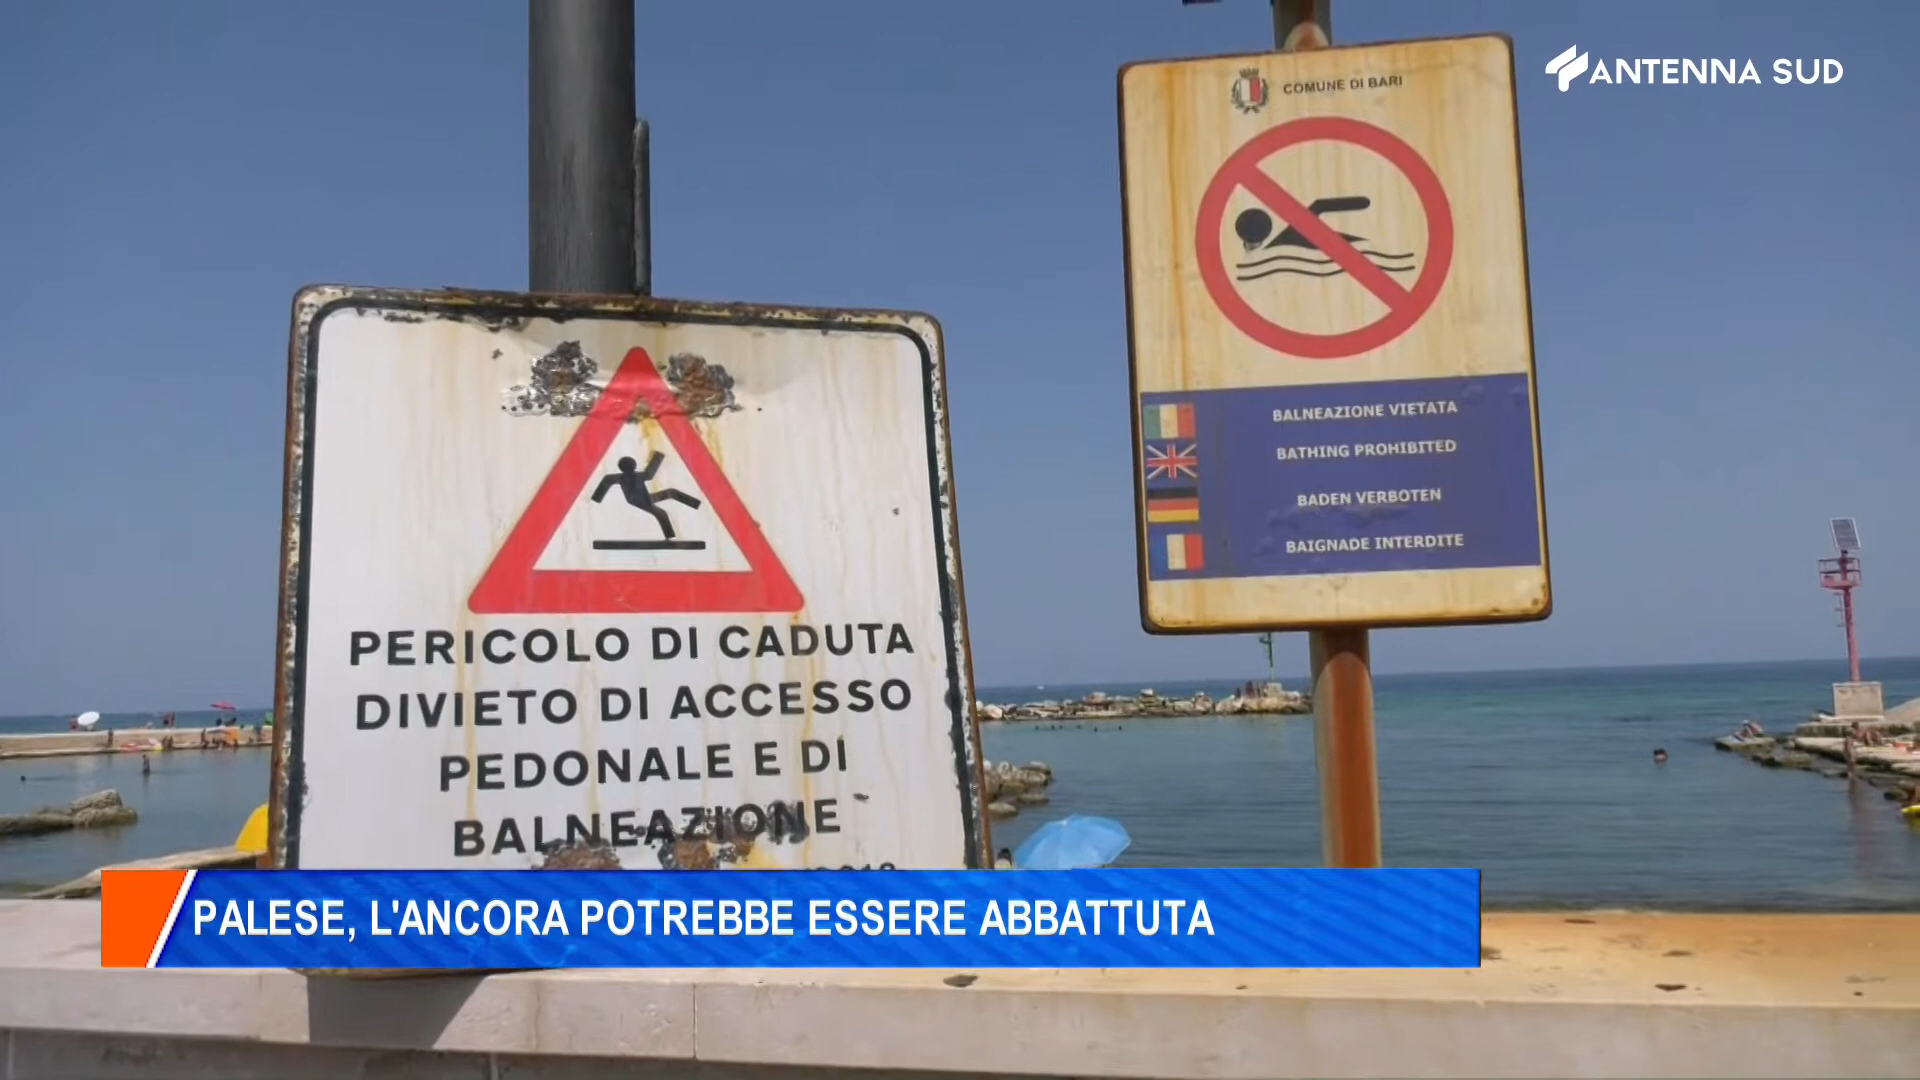 ANTENNA SUD
COMUNE DI BARI
BALNEAZIONE VIETATA
BATHING PROHIBITED
BADEN VERBOTEN
BAIGNADE INTERDITE
PERICOLO DI CADUTA
DIVIETO DI ACCESSO
PEDONALE E DI
BALNEAZIONE
PALESE, L'ANCORA POTREBBE ESSERE ABBATTUTA